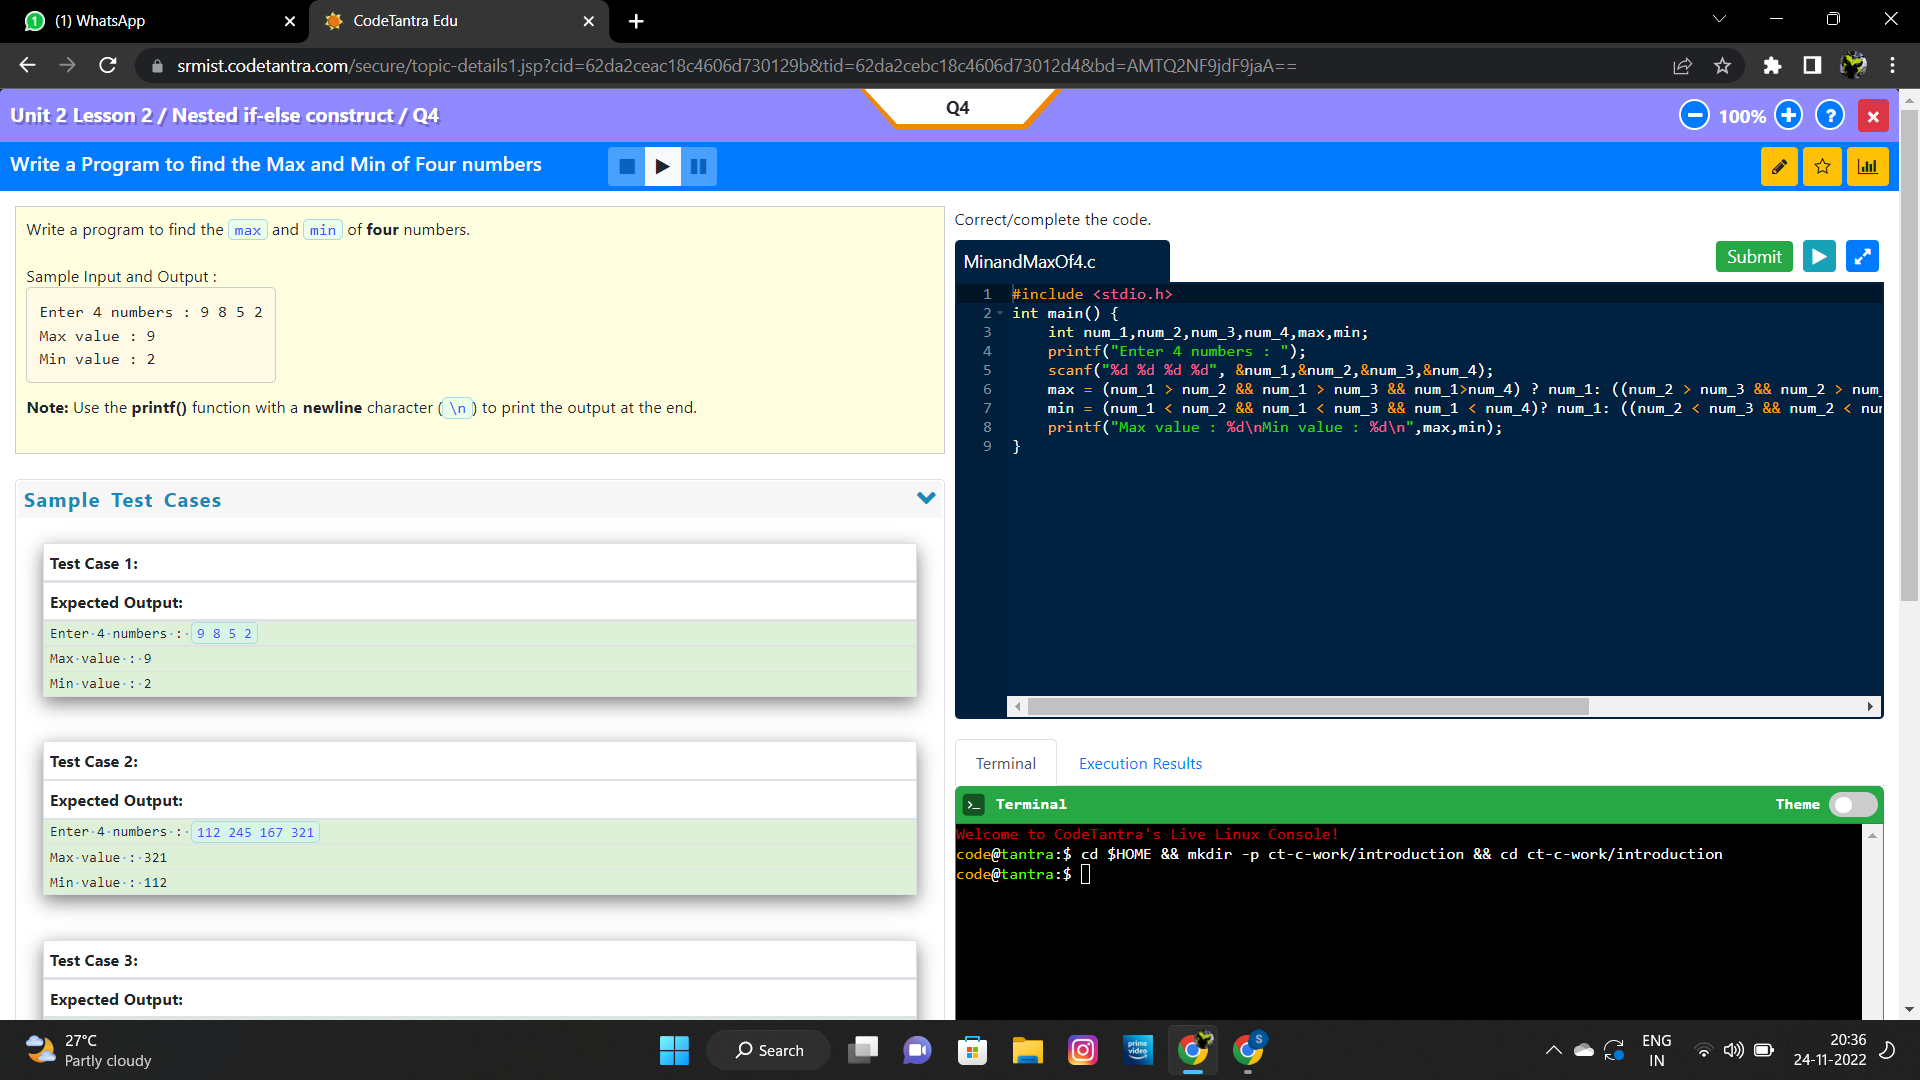 (1) WhatsApp
CodeTantra Edu
srmist.codetantra.com/secure/topic-details1.jsp?cid=62da2ceac18c4606d730129b&tid=62da2cebc18c4606d73012d4&bd=AMTQ2NF9jdF9jaA==
Unit 2 Lesson 2 / Nested if-else construct / Q4
Q4
100%
?
Write a Program to find the Max and Min of Four numbers
Write a program to find the max and min of four numbers.
Sample Input and Output :
Enter 4 numbers : 9 8 5 2
Max value : 9
Min value : 2
Note: Use the printf() function with a newline character ( \n ) to print the output at the end.
Sample Test Cases
Test Case 1:
Expected Output:
Enter·4·numbers·:· 9 8 5 2
Max·value·:·9
Min·value·:·2
Test Case 2:
Expected Output:
Enter·4·numbers·:· 112 245 167 321
Max·value·:·321
Min·value·:·112
Test Case 3:
Expected Output:
Correct/complete the code.
MinandMaxOf4.c
Submit
1 #include <stdio.h>
2 int main() {
3 int num_1,num_2,num_3,num_4,max,min;
4 printf("Enter 4 numbers : ");
5 scanf("%d %d %d %d", &num_1,&num_2,&num_3,&num_4);
6 max = (num_1 > num_2 && num_1 > num_3 && num_1>num_4) ? num_1: ((num_2 > num_3 && num_2 > num_
7 min = (num_1 < num_2 && num_1 < num_3 && num_1 < num_4)? num_1: ((num_2 < num_3 && num_2 < num
8 printf("Max value : %d\nMin value : %d\n",max,min);
9 }
Terminal
Execution Results
Terminal
Theme
Welcome to CodeTantra's Live Linux Console!
code@tantra:$ cd $HOME && mkdir -p ct-c-work/introduction && cd ct-c-work/introduction
code@tantra:$
27°C
Partly cloudy
Search
prime video
S
ENG
IN
20:36
24-11-2022